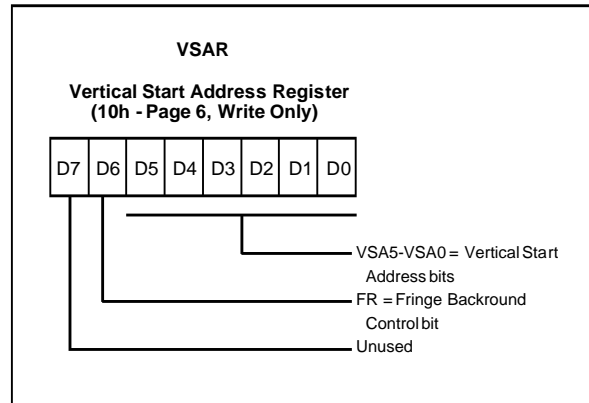 VSAR
Vertical Start Address Register
(10h - Page 6, Write Only)
D7 D6 D5 D4 D3 D2 D1 D0
VSA5-VSA0 = Vertical Start
Address bits
FR = Fringe Backround
Control bit
Unused